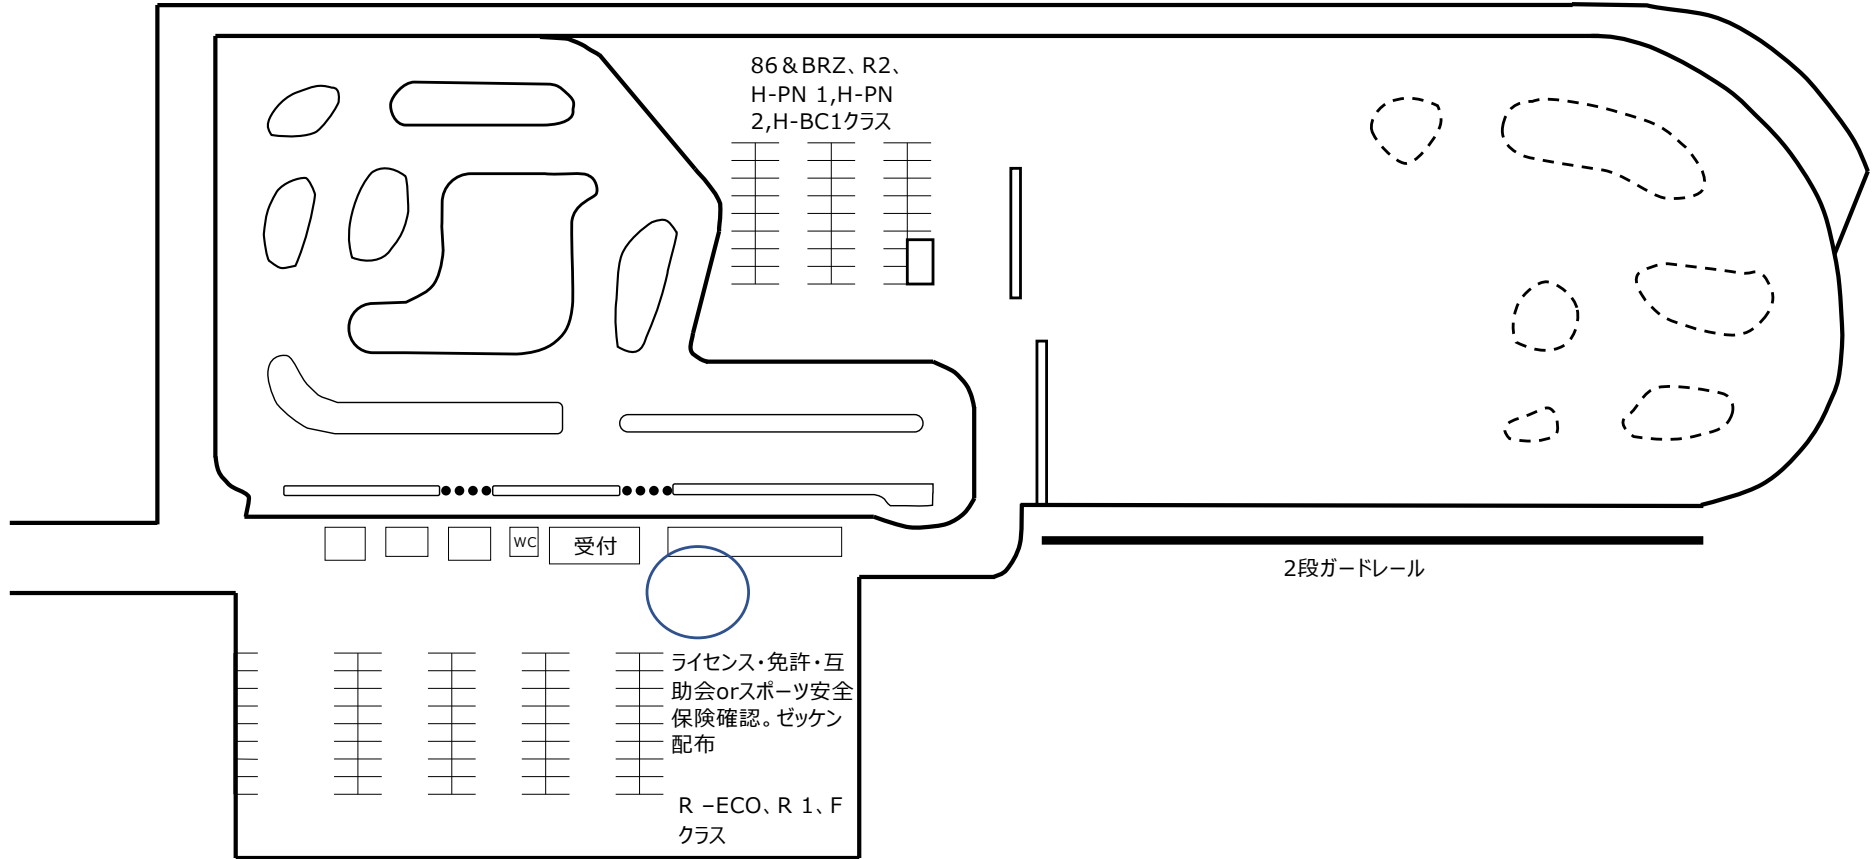 86＆BRZ、R2、
H-PN 1,H-PN
2,H-BC1クラス
WC
受付
2段ガードレール
ライセンス・免許・互
助会orスポーツ安全
保険確認。ゼッケン
配布
R –ECO、R 1、F
クラス